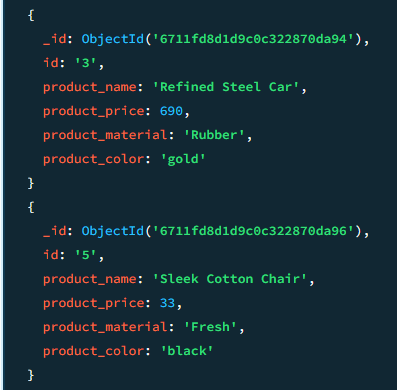 {
_id: ObjectId('6711fd8d1d9c0c322870da94'),
id: '3',
product_name: 'Refined Steel Car',
product_price: 690,
product_material: 'Rubber',
product_color: 'gold'
}
{
_id: ObjectId('6711fd8d1d9c0c322870da96'),
id: '5',
product_name: 'Sleek Cotton Chair',
product_price: 33,
product_material: 'Fresh',
product_color: 'black'
}